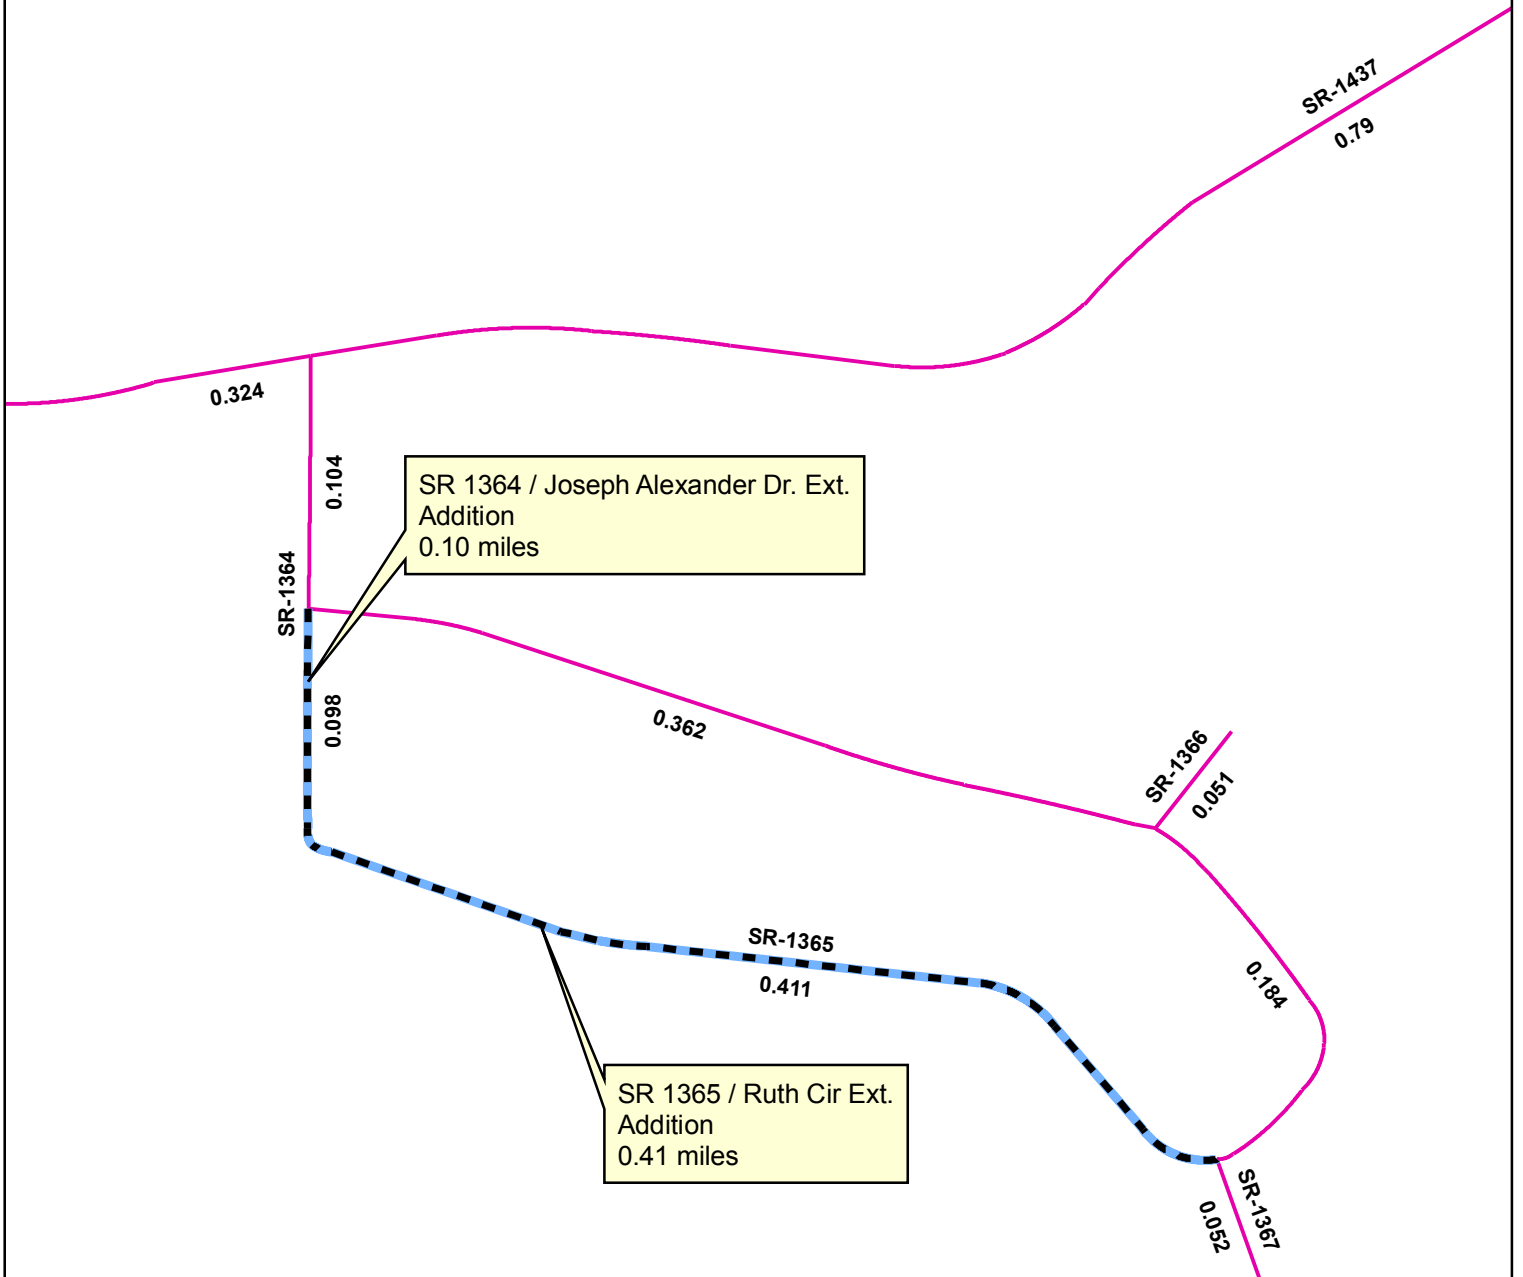 SR-1437
0.79
0.324
0.104
SR 1364 / Joseph Alexander Dr. Ext.
Addition
0.10 miles
SR-1364
0.098
0.362
SR-1366
0.051
SR-1365
0.411
0.184
SR 1365 / Ruth Cir Ext.
Addition
0.41 miles
SR-1367
0.052